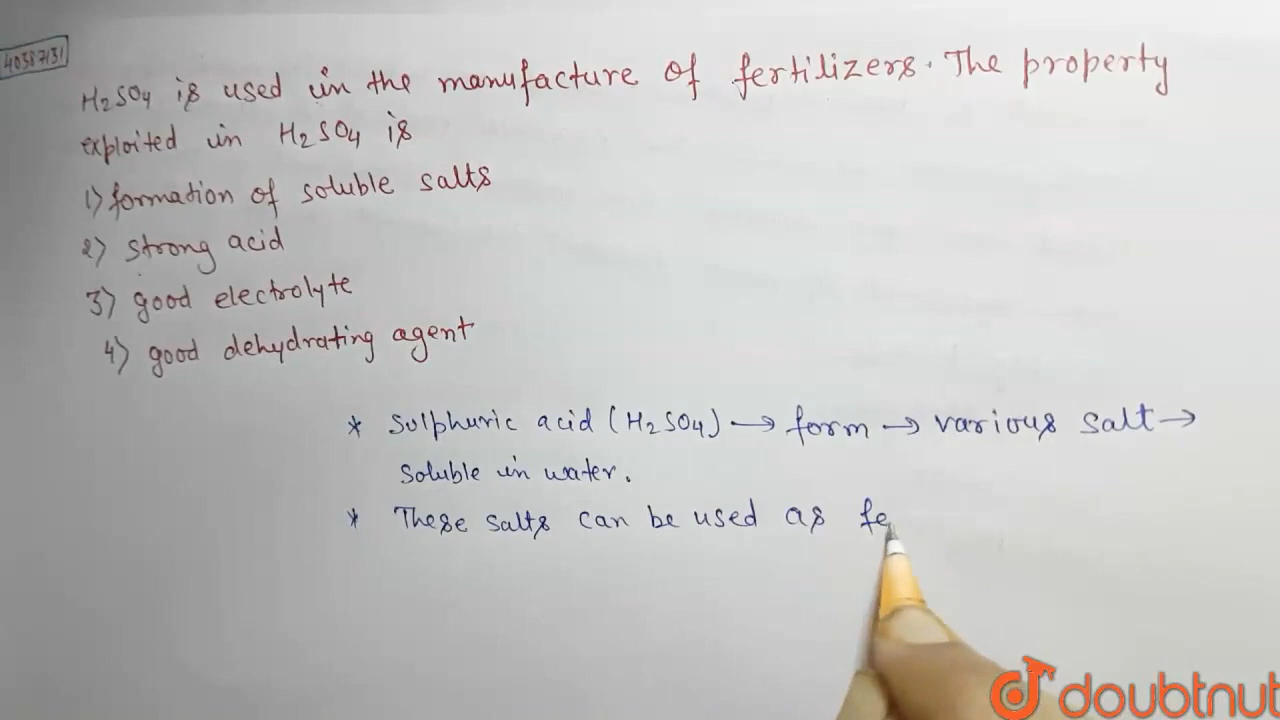 40387131
H2SO4 is used in the manufacture of fertilizers. The property
exploited in H2SO4 is
1) formation of soluble salts
2) strong acid
3) good electrolyte
4) good dehydrating agent
* Sulphuric acid (H2SO4) → form → various salt →
soluble in water.
* These salts can be used as fe
doubtnut